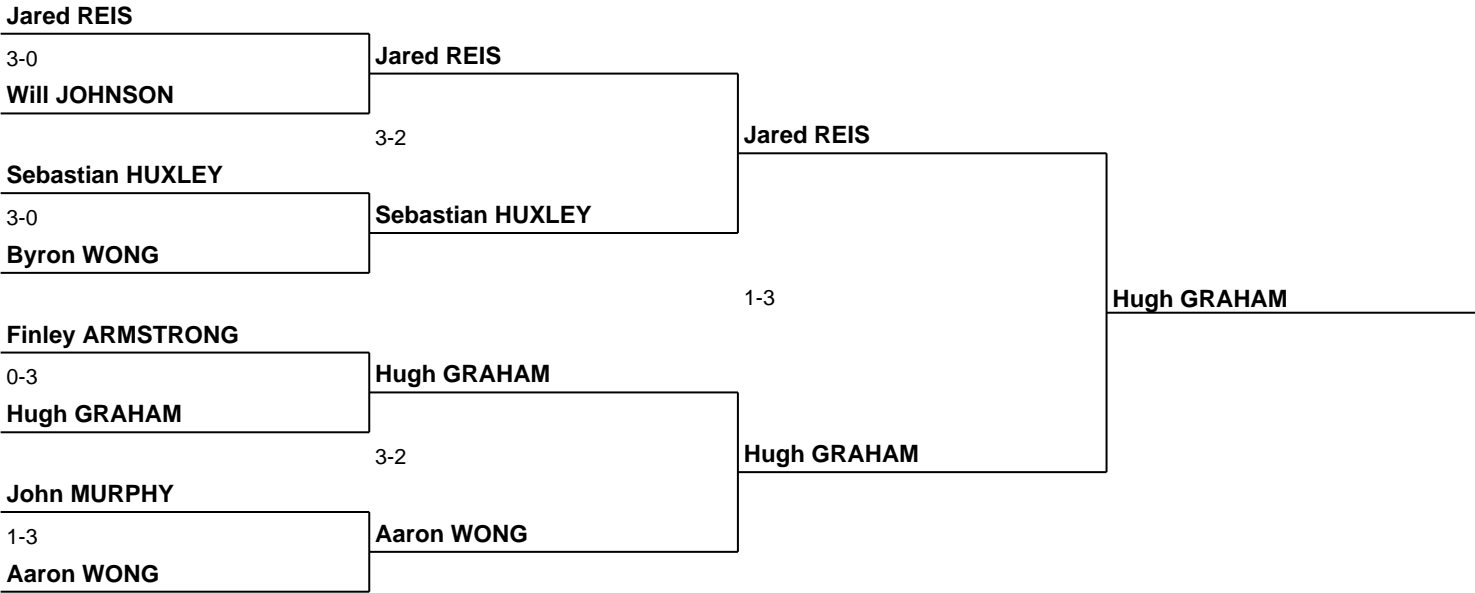 Jared REIS
3-0
Will JOHNSON
Sebastian HUXLEY
3-0
Byron WONG
Finley ARMSTRONG
0-3
Hugh GRAHAM
John MURPHY
1-3
Aaron WONG
Jared REIS
3-2
Sebastian HUXLEY
Hugh GRAHAM
3-2
Aaron WONG
Jared REIS
1-3
Hugh GRAHAM
Hugh GRAHAM